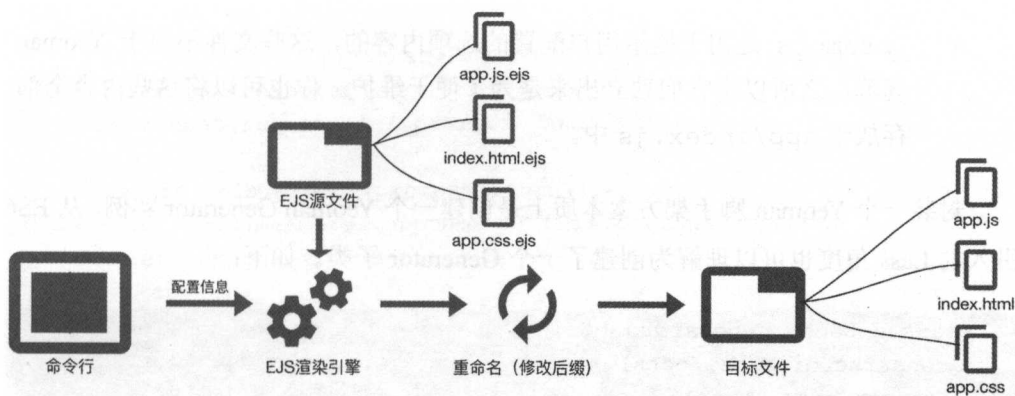 app.js.ejs
index.html.ejs
EJS源文件
app.css.ejs
配置信息
命令行
EJS渲染引擎
重命名（修改后缀）
目标文件
app.js
index.html
app.css